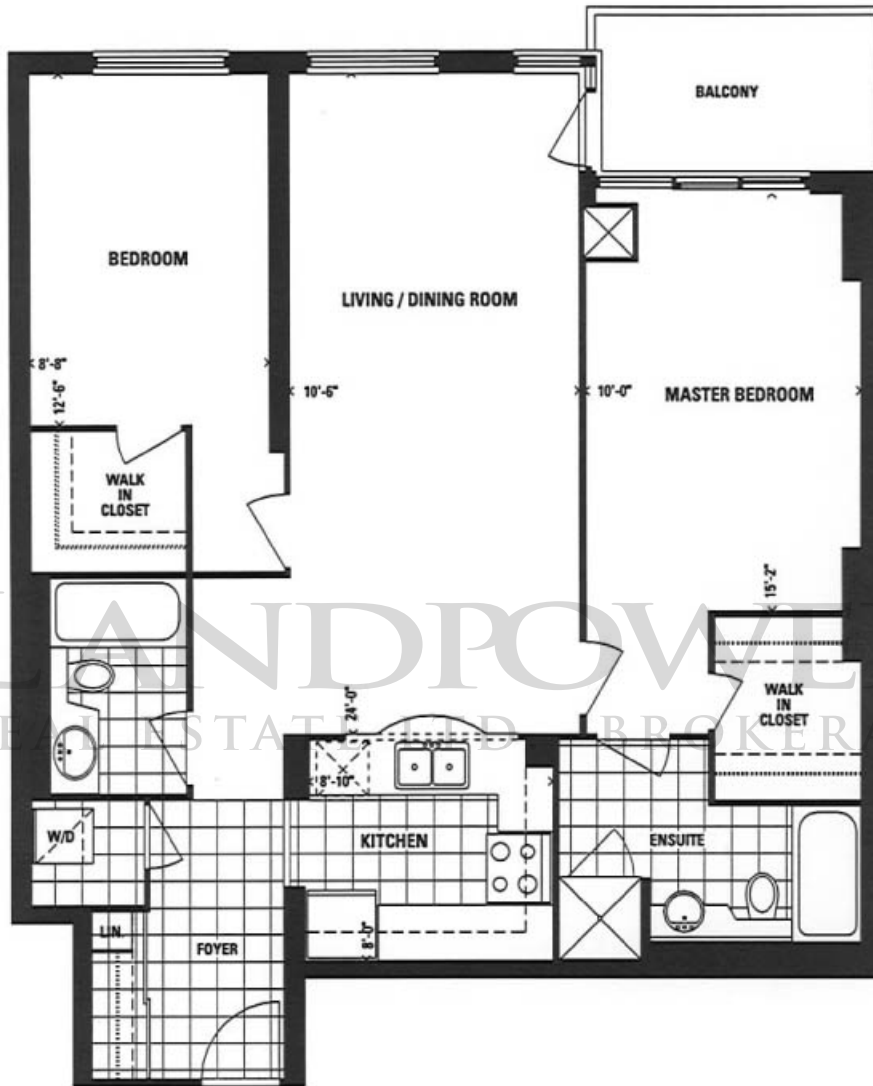 BALCONY
BEDROOM
LIVING / DINING ROOM
8'-8"
12'-6"
10'-6"
10'-0"
MASTER BEDROOM
WALK
IN
CLOSET
15'-2"
LANDPOWER
REAL ESTATE LTD BROKERA
WALK
IN
CLOSET
24'-0"
8'-10"
W/D
KITCHEN
ENSUITE
LIN.
FOYER
8'-0"